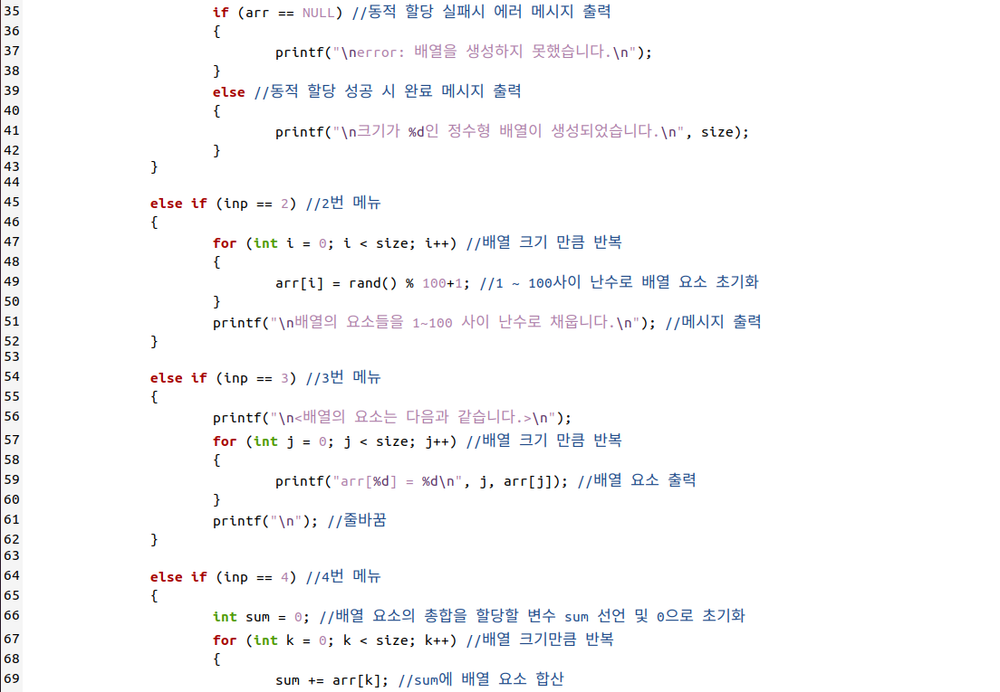 35 if (arr == NULL) //동적 할당 실패시 에러 메시지 출력
36 {
37 printf("\nerror: 배열을 생성하지 못했습니다.\n");
38 }
39 else //동적 할당 성공 시 완료 메시지 출력
40 {
41 printf("\n크기가 %d인 정수형 배열이 생성되었습니다.\n", size);
42 }
43 }
44
45 else if (inp == 2) //2번 메뉴
46 {
47 for (int i = 0; i < size; i++) //배열 크기 만큼 반복
48 {
49 arr[i] = rand() % 100+1; //1 ~ 100사이 난수로 배열 요소 초기화
50 }
51 printf("\n배열의 요소들을 1~100 사이 난수로 채웁니다.\n"); //메시지 출력
52 }
53
54 else if (inp == 3) //3번 메뉴
55 {
56 printf("\n<배열의 요소는 다음과 같습니다.>\n");
57 for (int j = 0; j < size; j++) //배열 크기 만큼 반복
58 {
59 printf("arr[%d] = %d\n", j, arr[j]); //배열 요소 출력
60 }
61 printf("\n"); //줄바꿈
62 }
63
64 else if (inp == 4) //4번 메뉴
65 {
66 int sum = 0; //배열 요소의 총합을 할당할 변수 sum 선언 및 0으로 초기화
67 for (int k = 0; k < size; k++) //배열 크기만큼 반복
68 {
69 sum += arr[k]; //sum에 배열 요소 합산